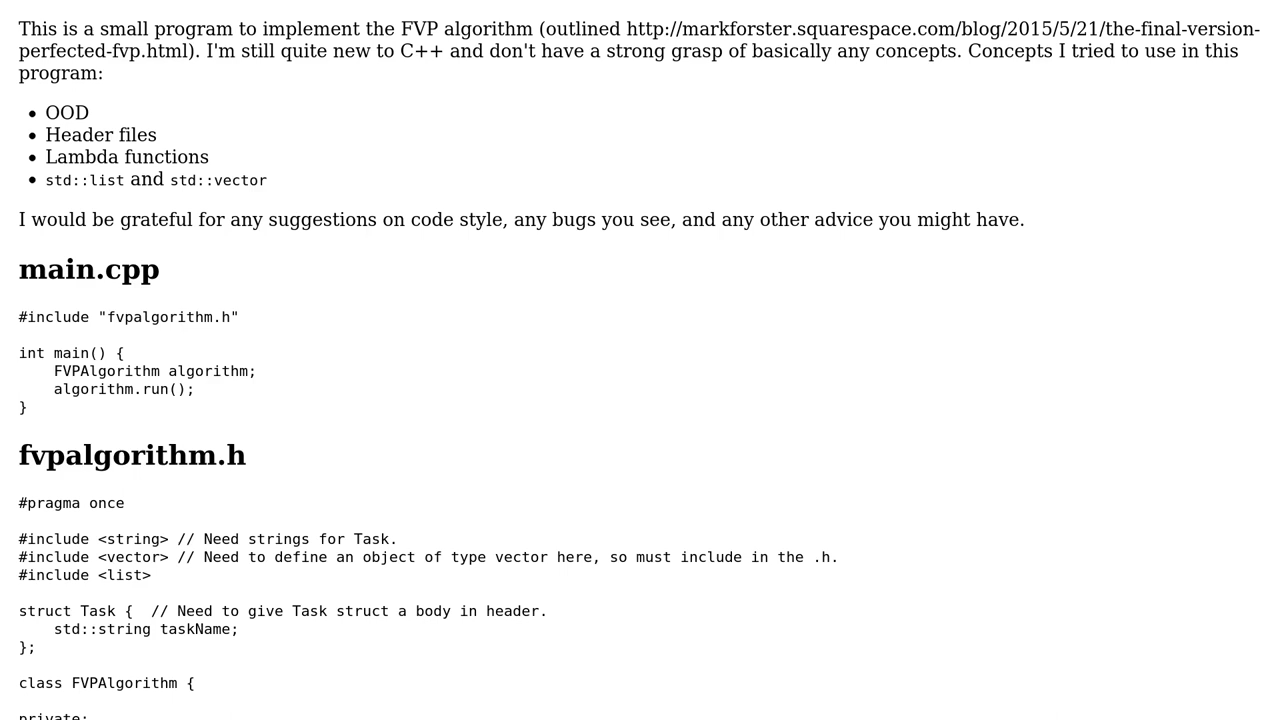 This is a small program to implement the FVP algorithm (outlined http://markforster.squarespace.com/blog/2015/5/21/the-final-version-
perfected-fvp.html). I'm still quite new to C++ and don't have a strong grasp of basically any concepts. Concepts I tried to use in this
program:
• OOD
• Header files
• Lambda functions
• std::list and std::vector
I would be grateful for any suggestions on code style, any bugs you see, and any other advice you might have.
main.cpp
#include "fvpalgorithm.h"
int main() {
    FVPAlgorithm algorithm;
    algorithm.run();
}
fvpalgorithm.h
#pragma once
#include <string> // Need strings for Task.
#include <vector> // Need to define an object of type vector here, so must include in the .h.
#include <list>
struct Task {  // Need to give Task struct a body in header.
    std::string taskName;
};
class FVPAlgorithm {
private: